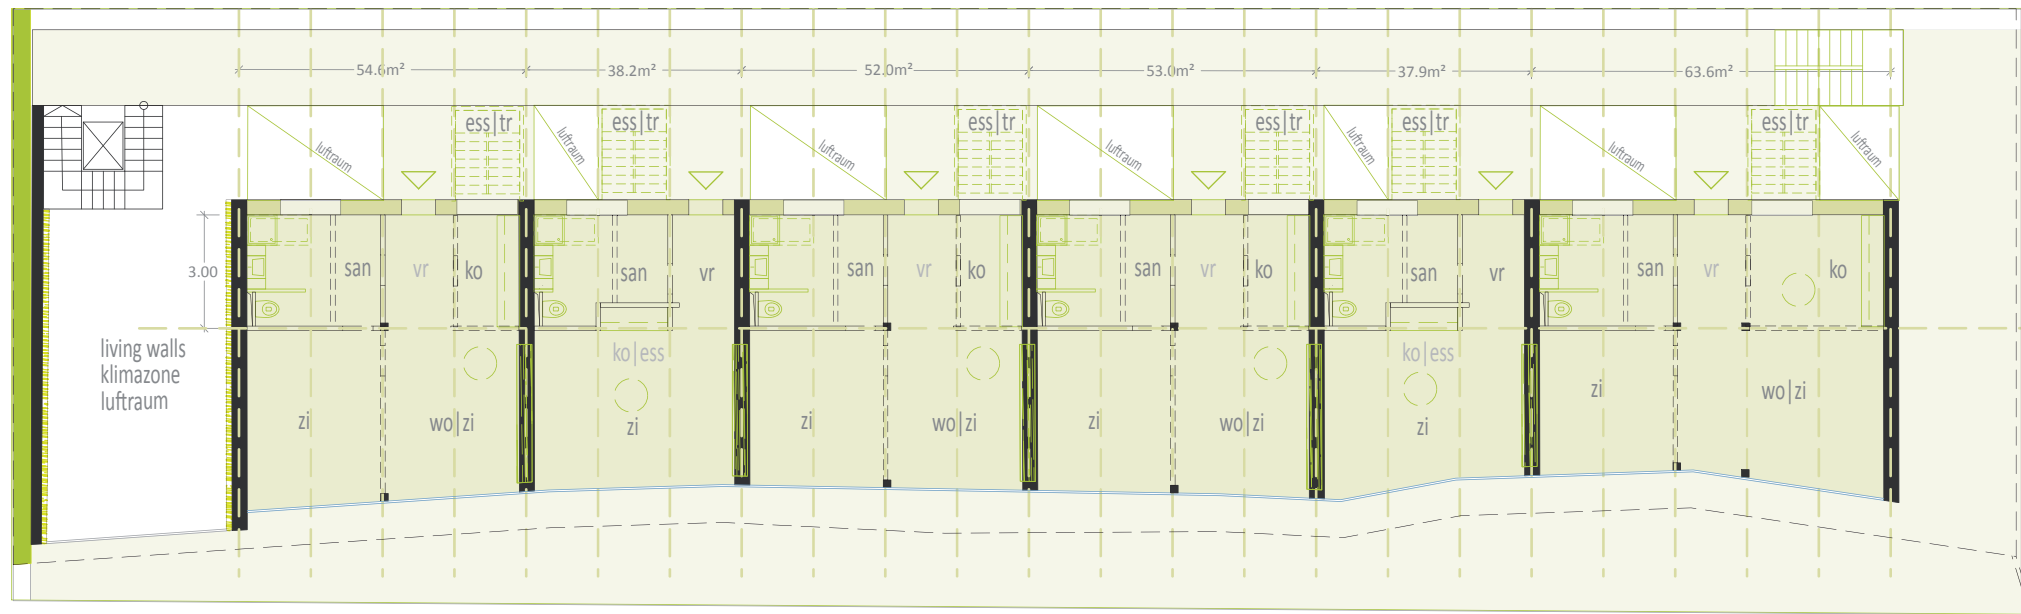 54.6m²
38.2m²
52.0m²
53.0m²
37.9m²
63.6m²
ess|tr
ess|tr
ess|tr
ess|tr
ess|tr
ess|tr
luftraum
luftraum
luftraum
luftraum
luftraum
luftraum
luftraum
3.00
san
vr
ko
san
vr
san
vr
ko
san
vr
ko
san
vr
san
vr
ko
living walls
klimazone
luftraum
ko|ess
ko|ess
zi
wo|zi
zi
zi
wo|zi
zi
wo|zi
zi
zi
wo|zi